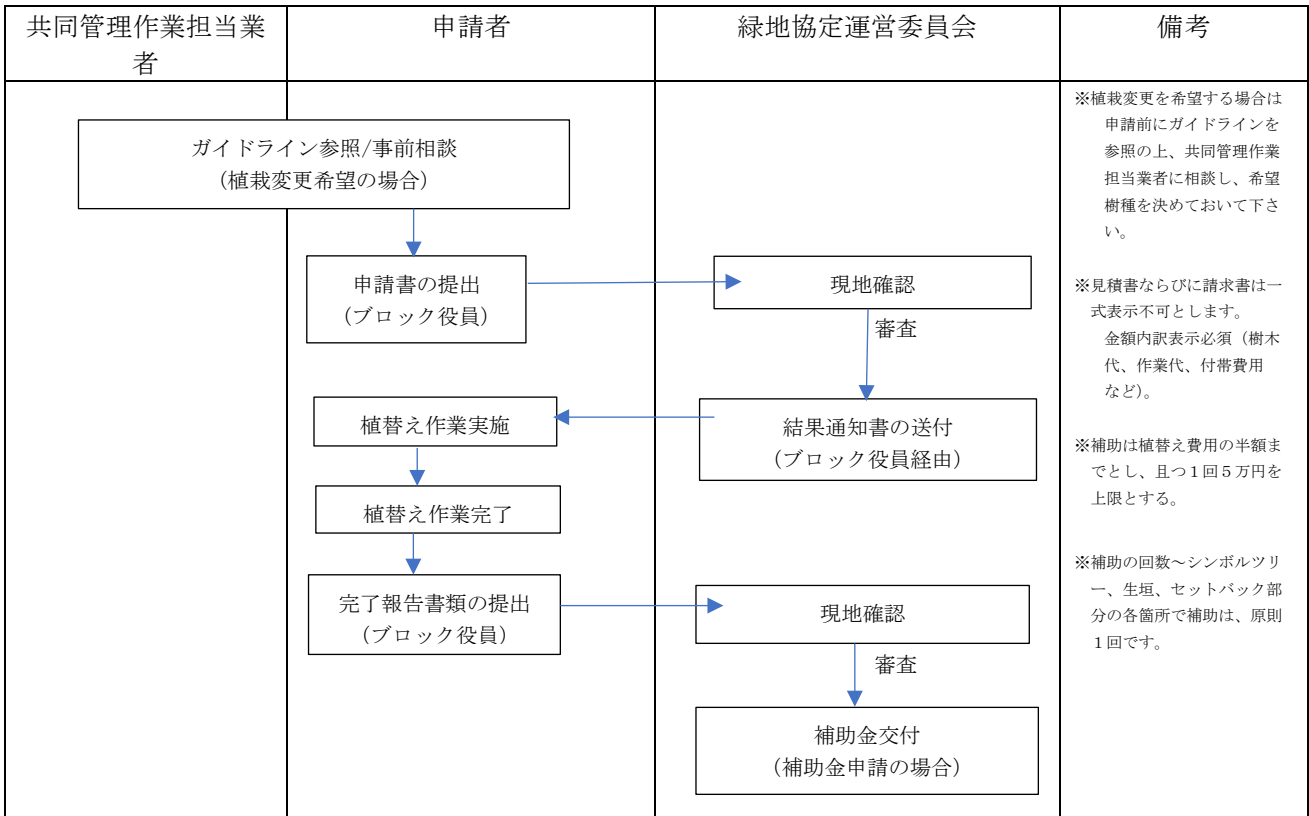 共同管理作業担当業
者
申請者
緑地協定運営委員会
備考
ガイドライン参照/事前相談
（植栽変更希望の場合）
申請書の提出
（ブロック役員）
現地確認
審査
結果通知書の送付
（ブロック役員経由）
植替え作業実施
植替え作業完了
完了報告書類の提出
（ブロック役員）
現地確認
審査
補助金交付
（補助金申請の場合）
※植栽変更を希望する場合は
申請前にガイドラインを
参照の上、共同管理作業
担当業者に相談し、希望
樹種を決めておいて下さ
い。
※見積書ならびに請求書は一
式表示不可とします。
金額内訳表示必須（樹木
代、作業代、付帯費用
など）。
※補助は植替え費用の半額ま
でとし、且つ１回５万円を
上限とする。
※補助の回数～シンボルツリ
ー、生垣、セットバック部
分の各箇所で補助は、原則
１回です。